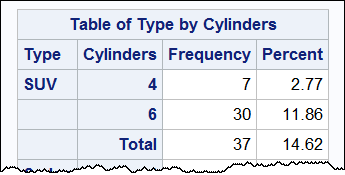 Table of Type by Cylinders
Type Cylinders Frequency Percent
SUV 4 7 2.77
6 30 11.86
Total 37 14.62